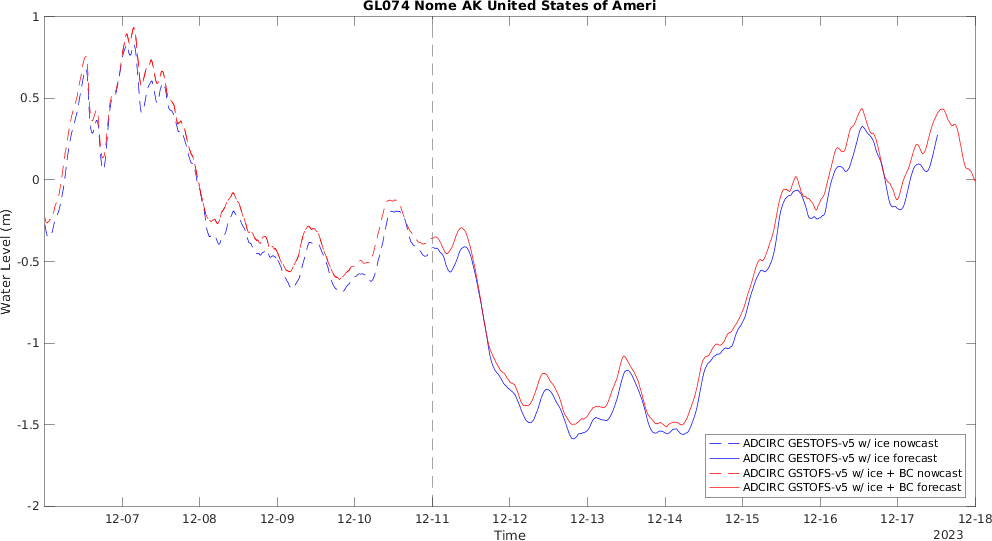 GL074 Nome AK United States of Ameri
Water Level (m)
1
0.5
0
-0.5
-1
-1.5
-2
ADCIRC GESTOFS-v5 w/ ice nowcast
ADCIRC GESTOFS-v5 w/ ice forecast
ADCIRC GSTOFS-v5 w/ ice + BC nowcast
ADCIRC GSTOFS-v5 w/ ice + BC forecast
12-07 12-08 12-09 12-10 12-11 12-12 12-13 12-14 12-15 12-16 12-17 12-18
Time
2023